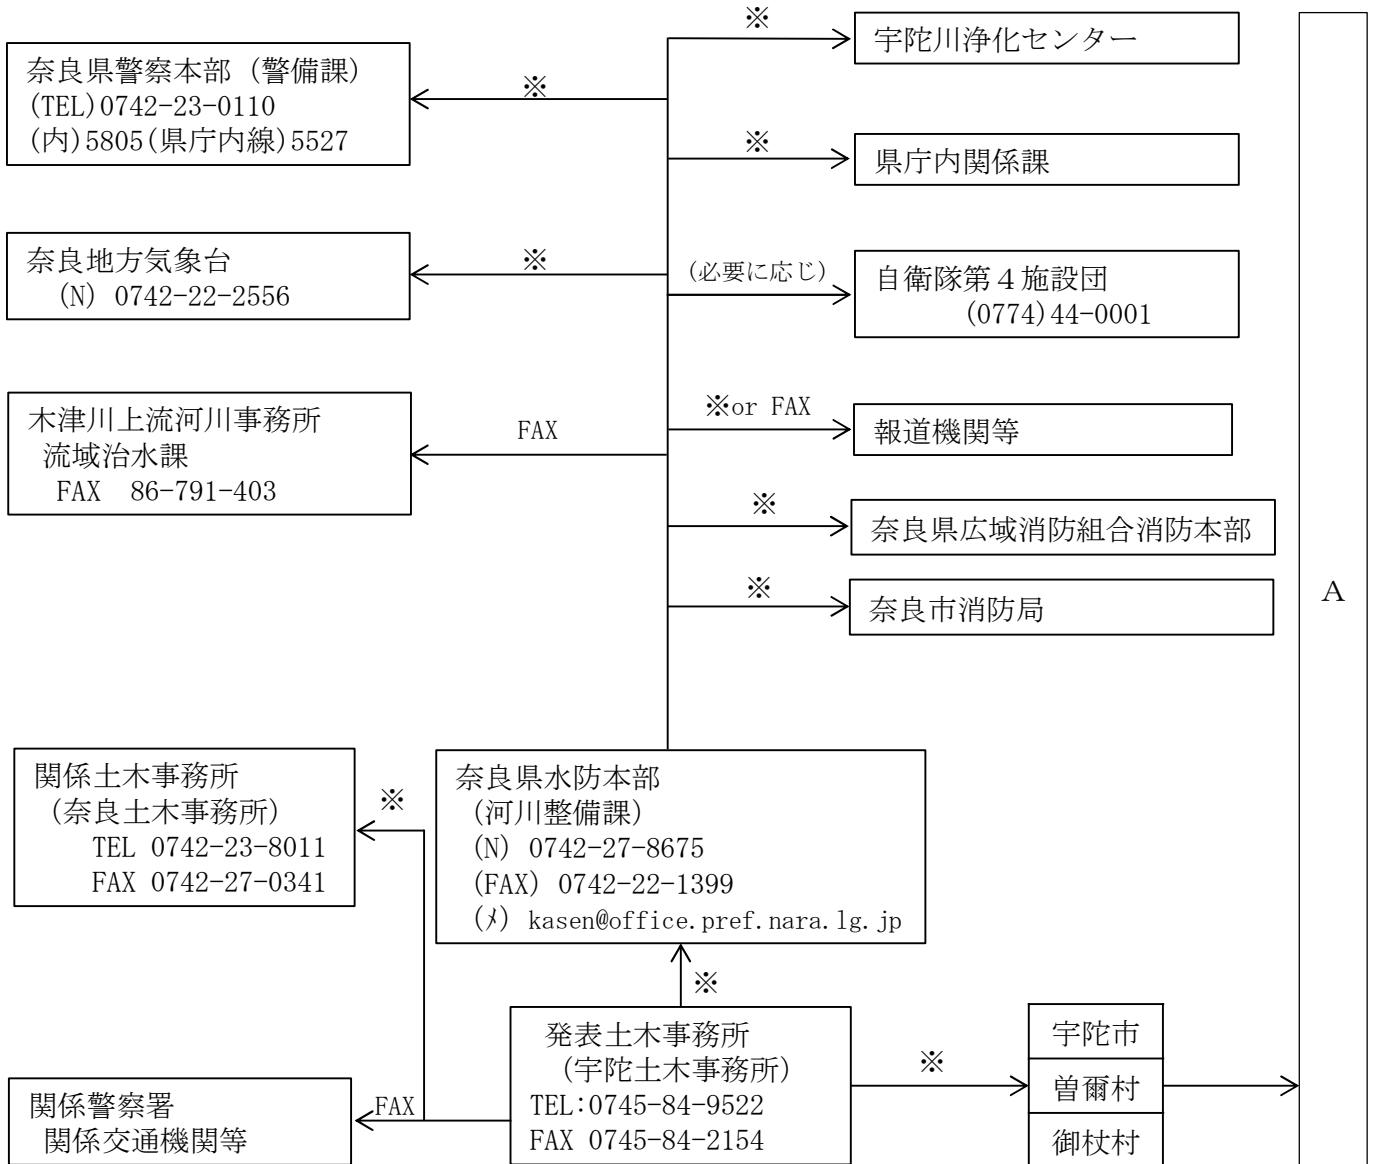 ※
宇陀川浄化センター
奈良県警察本部 (警備課)
(TEL)0742-23-0110
(内)5805(県庁内線)5527
※
※
県庁内関係課
奈良地方気象台
(N) 0742-22-2556
※
(必要に応じ)
自衛隊第４施設団
(0774)44-0001
木津川上流河川事務所
流域治水課
FAX 86-791-403
FAX
※or FAX
報道機関等
※
奈良県広域消防組合消防本部
※
奈良市消防局
A
関係土木事務所
(奈良土木事務所)
TEL 0742-23-8011
FAX 0742-27-0341
※
奈良県水防本部
(河川整備課)
(N) 0742-27-8675
(FAX) 0742-22-1399
(ﾒ) kasen@office.pref.nara.lg.jp
※
発表土木事務所
(宇陀土木事務所)
TEL:0745-84-9522
FAX 0745-84-2154
※
宇陀市
曽爾村
御杖村
関係警察署
関係交通機関等
FAX